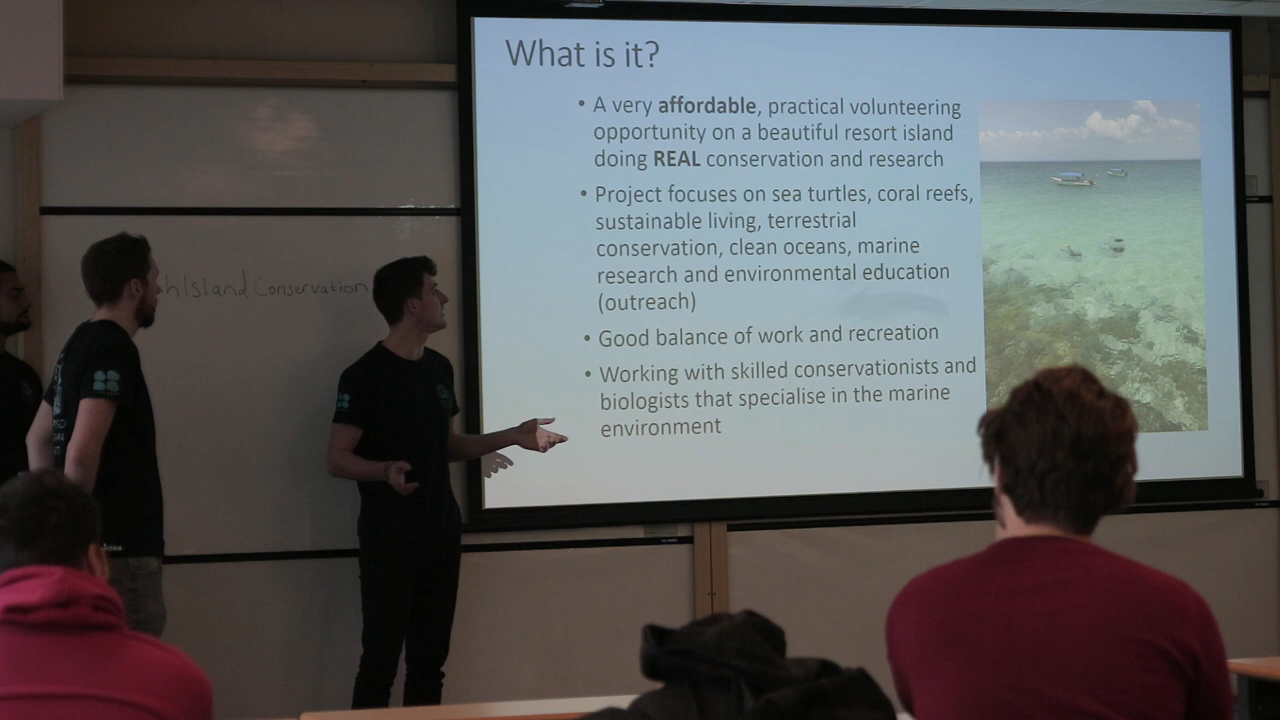 What is it?
• A very affordable, practical volunteering
opportunity on a beautiful resort island
doing REAL conservation and research
• Project focuses on sea turtles, coral reefs,
sustainable living, terrestrial
conservation, clean oceans, marine
research and environmental education
(outreach)
• Good balance of work and recreation
• Working with skilled conservationists and
biologists that specialise in the marine
environment
Island Conservation